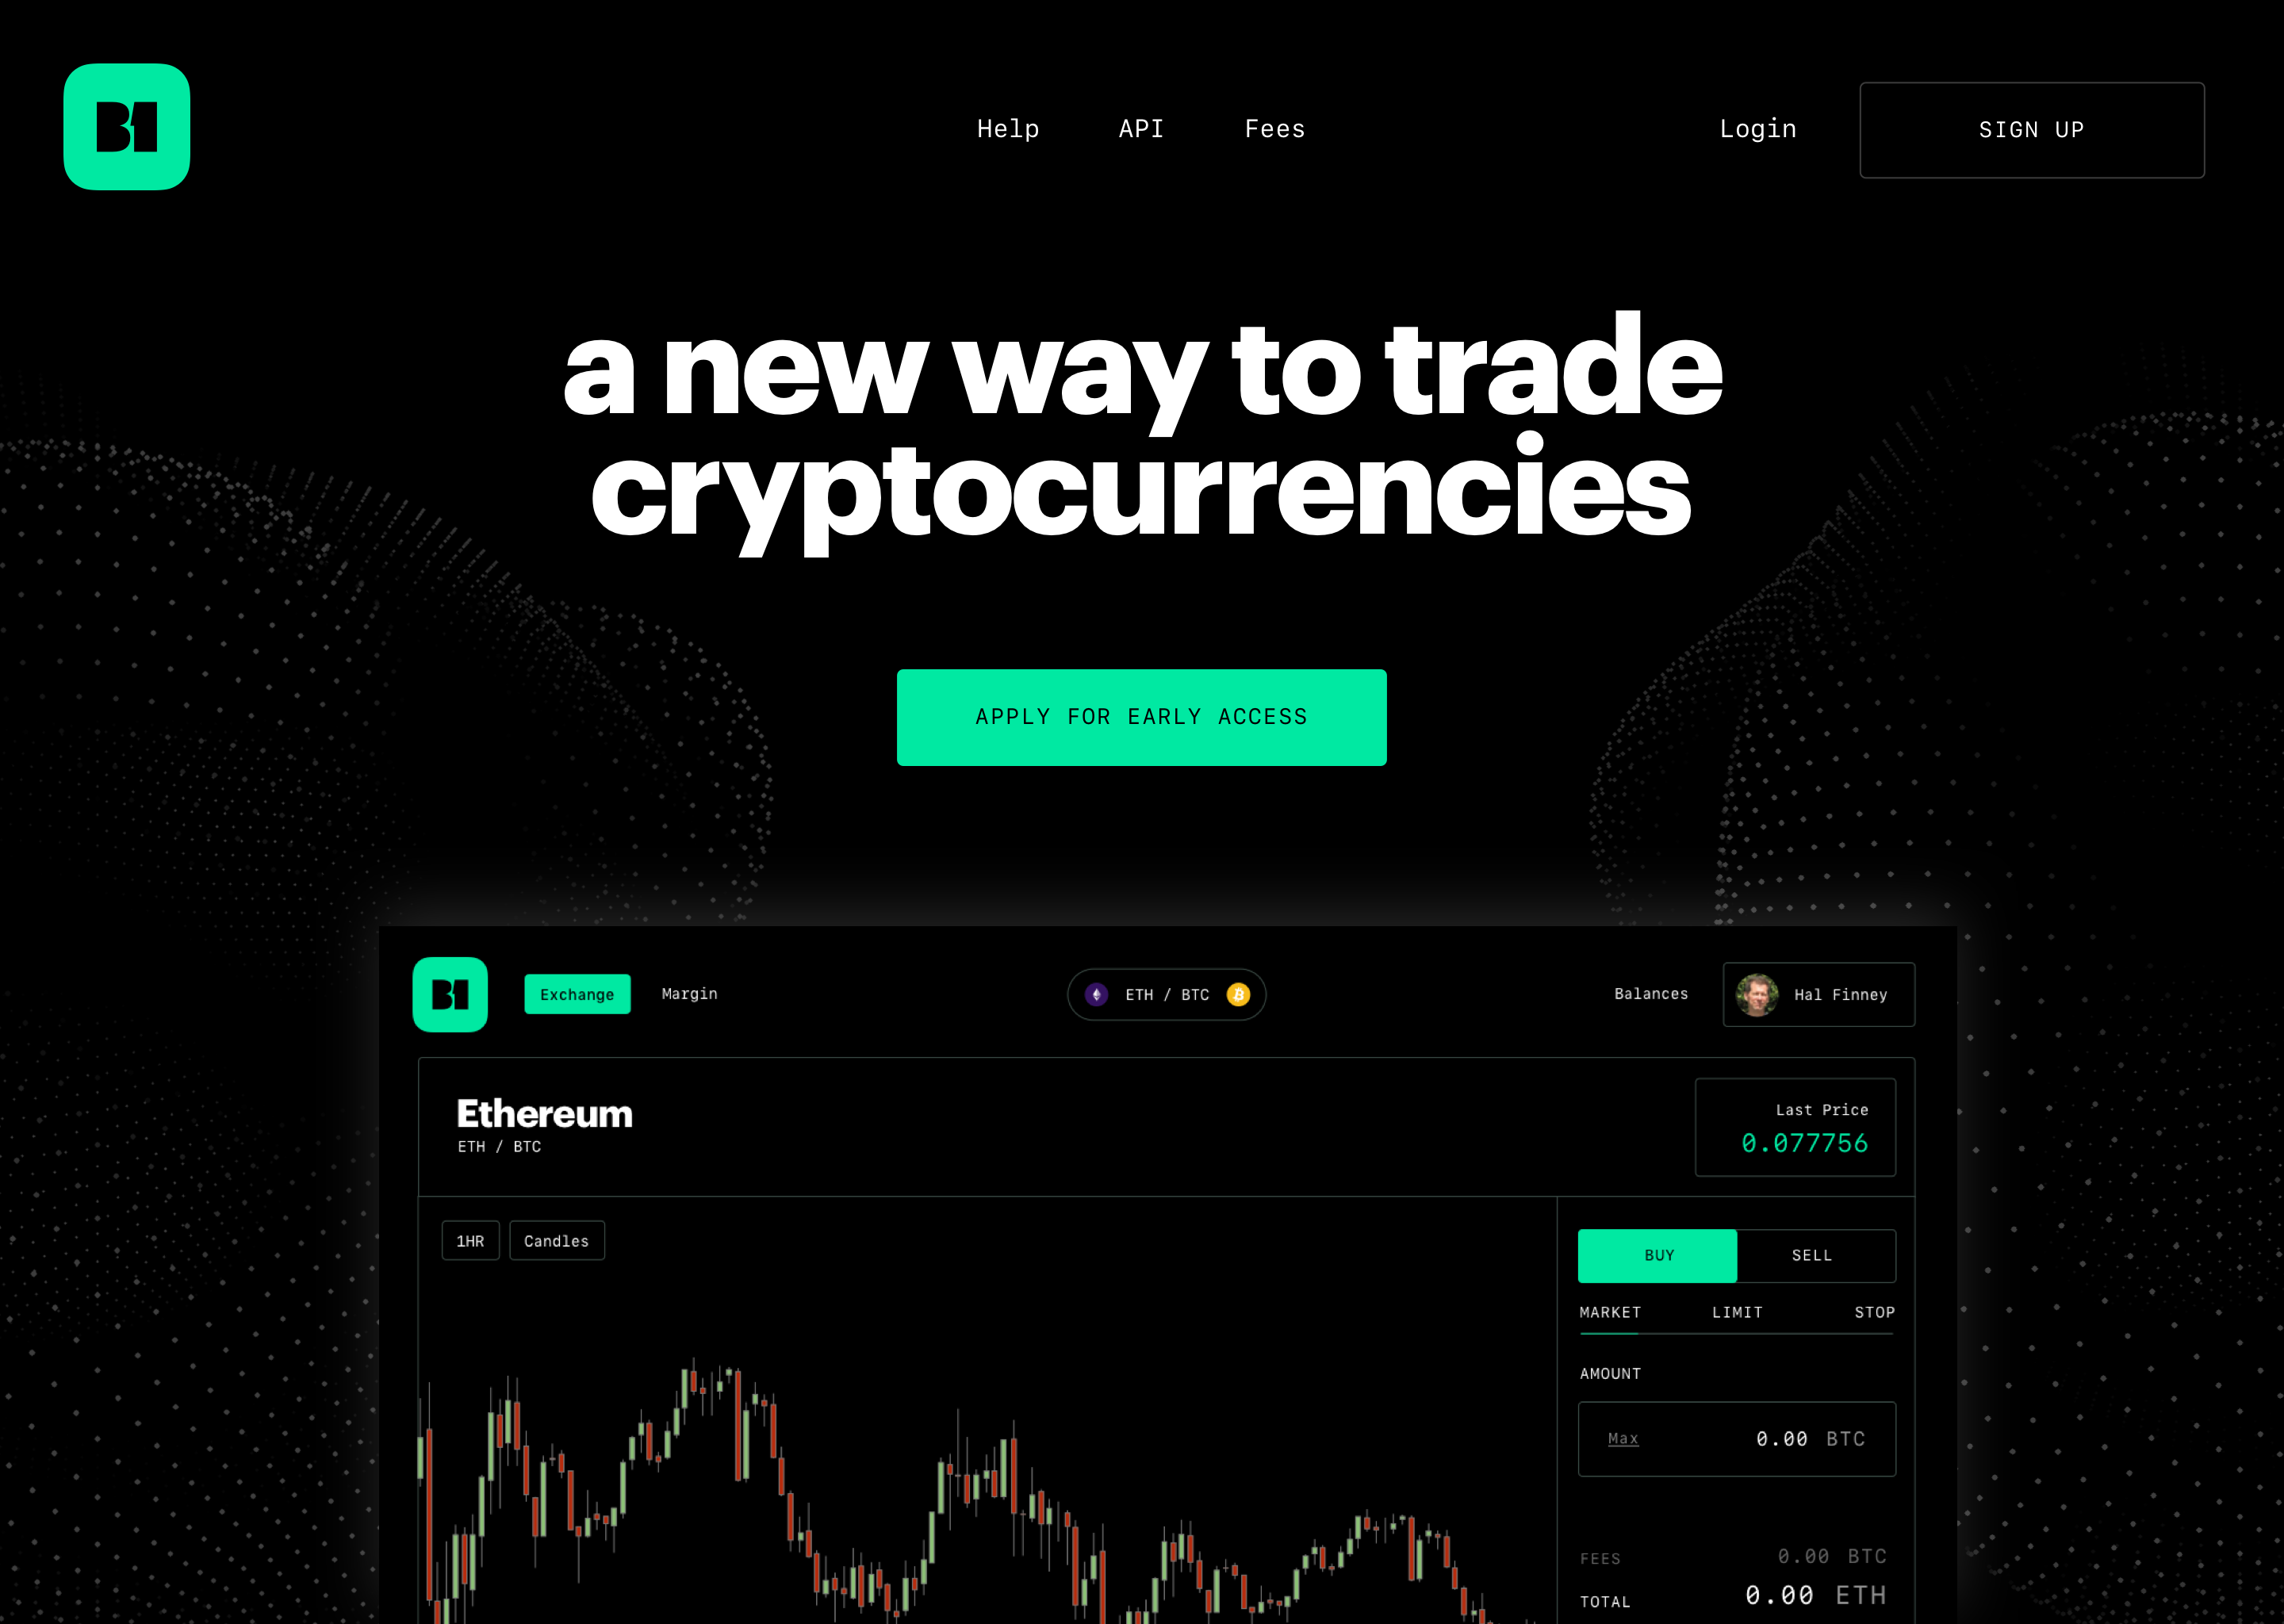 B1
Help API Fees Login SIGN UP
a new way to trade
cryptocurrencies
APPLY FOR EARLY ACCESS
B1 Exchange Margin ETH / BTC Balances Hal Finney
Ethereum
ETH / BTC
Last Price
0.077756
1HR Candles
BUY SELL
MARKET LIMIT STOP
AMOUNT
Max 0.00 BTC
FEES 0.00 BTC
TOTAL 0.00 ETH